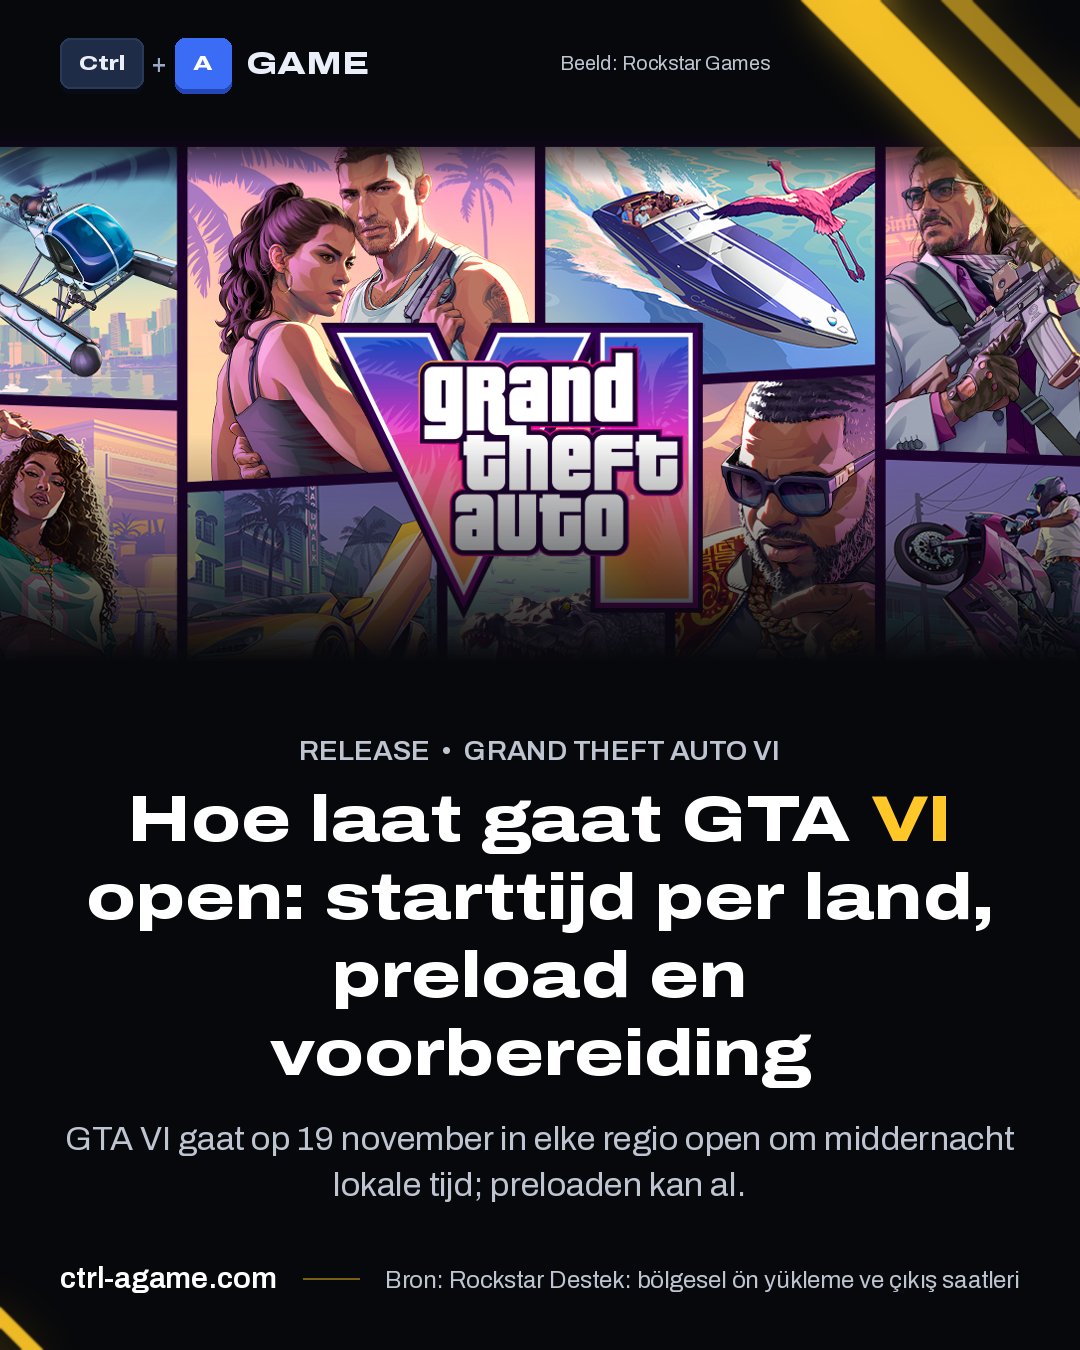 Ctrl + A GAME
Beeld: Rockstar Games
VI
grand
theft
auto
RELEASE • GRAND THEFT AUTO VI
Hoe laat gaat GTA VI
open: starttijd per land,
preload en
voorbereiding
GTA VI gaat op 19 november in elke regio open om middernacht
lokale tijd; preloaden kan al.
ctrl-agame.com
Bron: Rockstar Destek: bölgesel ön yükleme ve çıkış saatleri